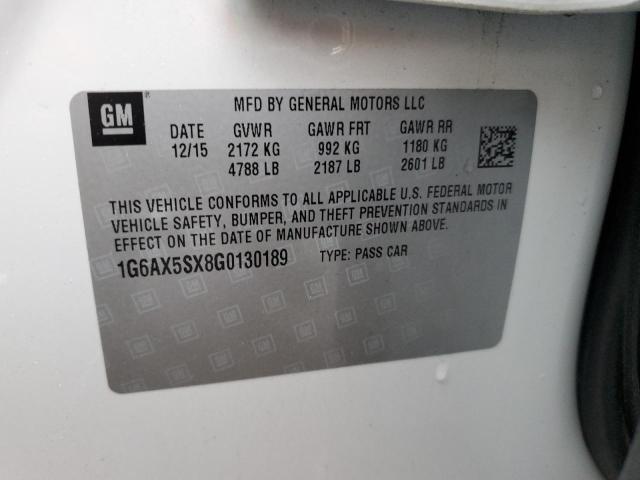 GM
MFD BY GENERAL MOTORS LLC
DATE GVWR GAWR FRT GAWR RR
12/15 2172 KG 992 KG 1180 KG
4788 LB 2187 LB 2601 LB
THIS VEHICLE CONFORMS TO ALL APPLICABLE U.S. FEDERAL MOTOR
VEHICLE SAFETY, BUMPER, AND THEFT PREVENTION STANDARDS IN
EFFECT ON THE DATE OF MANUFACTURE SHOWN ABOVE.
1G6AX5SX8G0130189 TYPE: PASS CAR